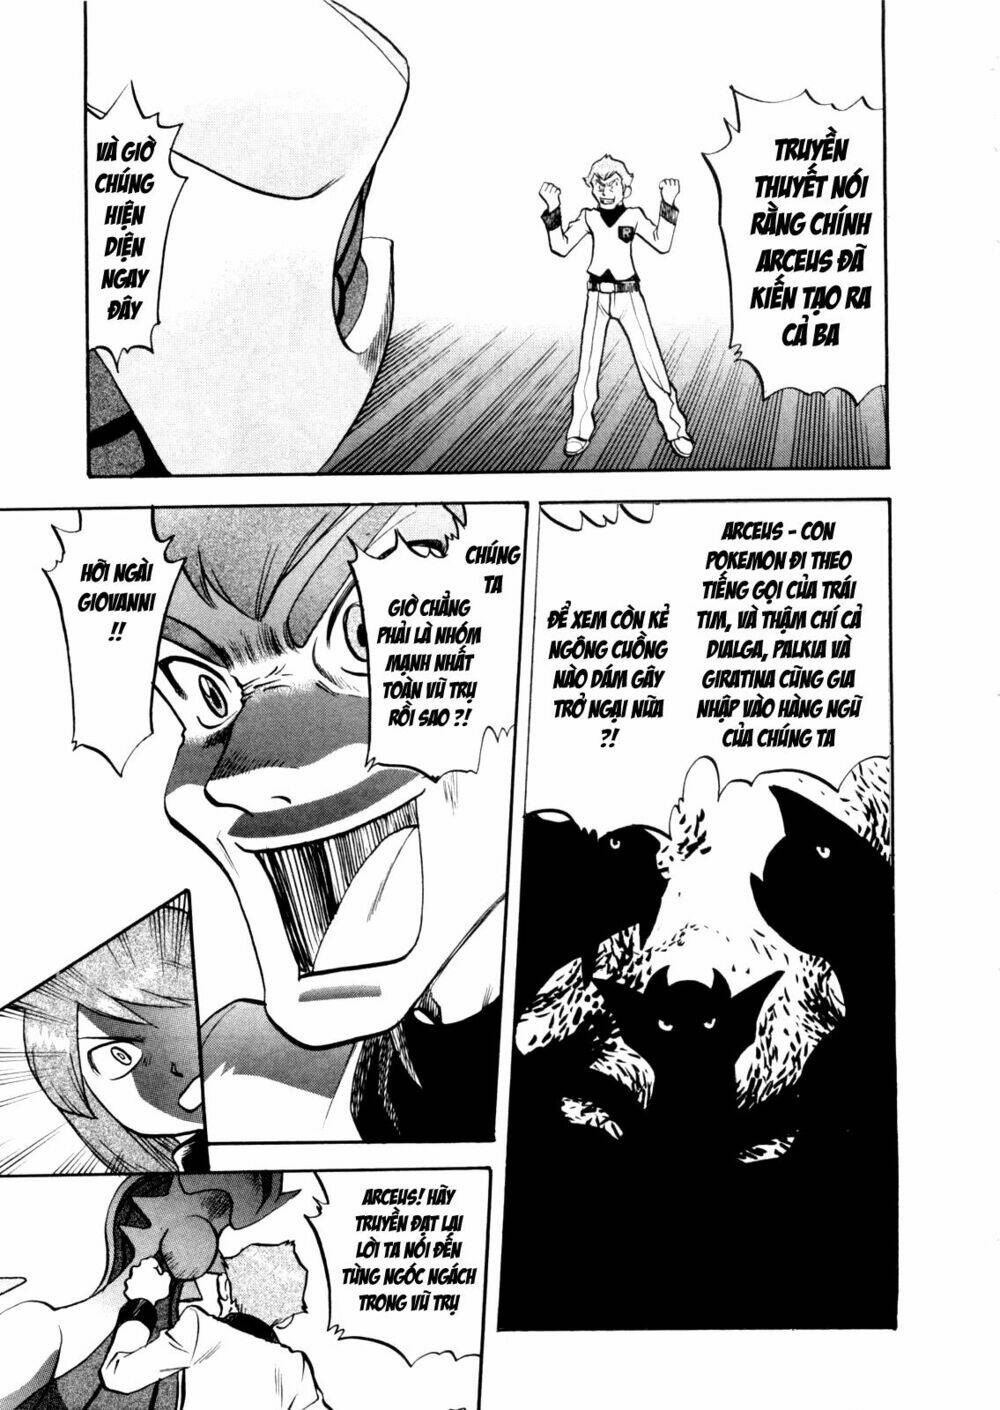 TRUYỀN
THUYẾT NÓI
RẰNG CHÍNH
ARCEUS ĐÃ
KIẾN TẠO RA
CẢ BA
R
VÀ GIỜ
CHÚNG
HIỆN
DIỆN
NGAY
ĐÂY
ARCEUS - CON
POKEMON ĐI THEO
TIẾNG GỌI CỦA TRÁI
TIM, VÀ THẬM CHÍ CẢ
DIALGA, PALKIA VÀ
GIRATINA CŨNG GIA
NHẬP VÀO HÀNG NGŨ
CỦA CHÚNG TA
ĐỂ XEM CÒN KẺ
NGÔNG CUỒNG
NÀO DÁM GÂY
TRỞ NGẠI NỮA
?!
CHÚNG
TA
GIỜ CHẲNG
PHẢI LÀ NHÓM
MẠNH NHẤT
TOÀN VŨ TRỤ
RỒI SAO ?!
HỠI NGÀI
GIOVANNI
!!
ARCEUS! HÃY
TRUYỀN ĐẠT LẠI
LỜI TA NÓI ĐẾN
TỪNG NGÓC NGÁCH
TRONG VŨ TRỤ